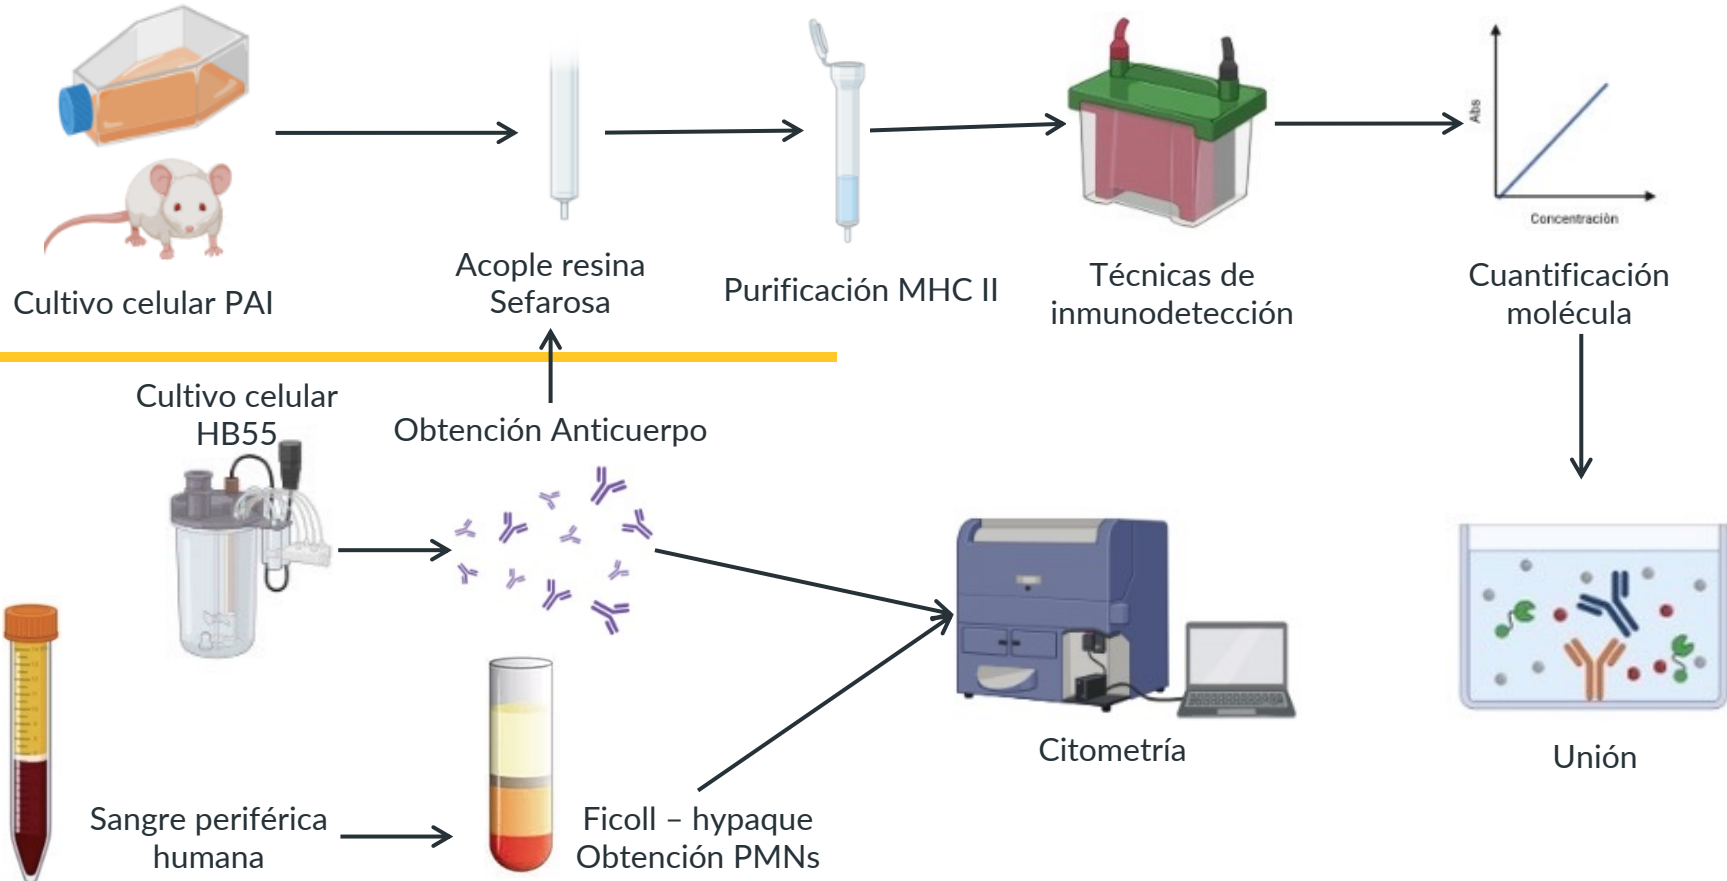 Abs
Concentraciòn
Cultivo celular PAI
Acople resina
Sefarosa
Purificación MHC II
Técnicas de
inmunodetección
Cuantificación
molécula
Cultivo celular
HB55
Obtención Anticuerpo
Citometría
Unión
Sangre periférica
humana
Ficoll – hypaque
Obtención PMNs